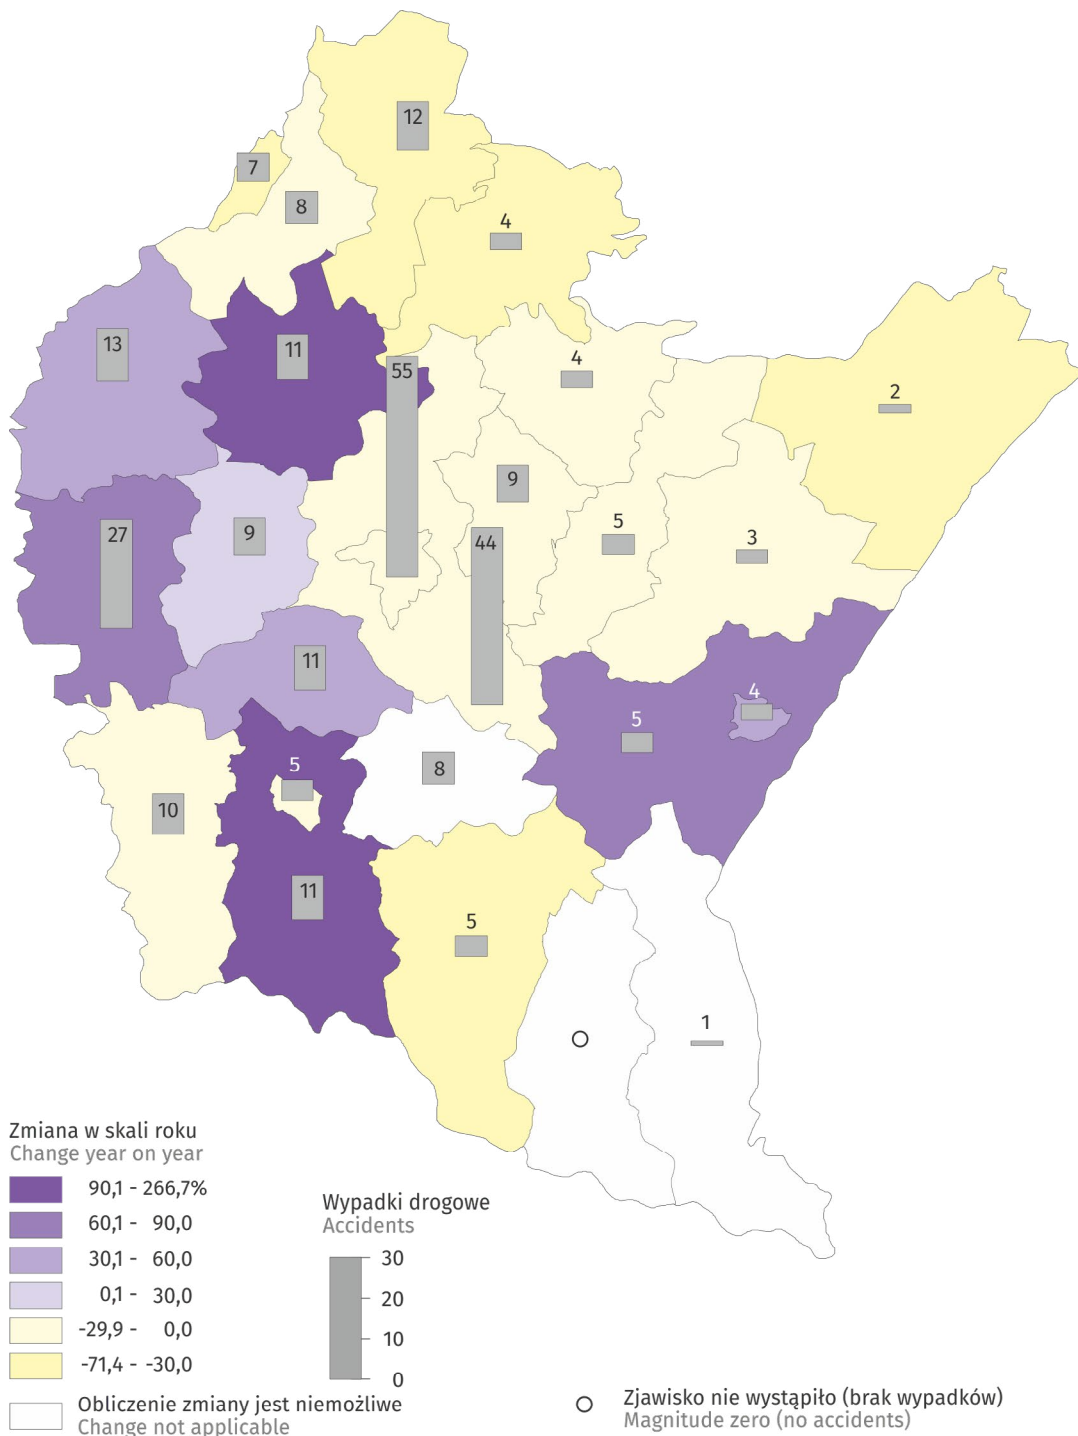 12
7
8
4
13
11
55
4
2
9
27
9
44
5
3
11
4
5
5
8
10
11
5
1
Zmiana w skali roku
Change year on year
90,1 - 266,7%
60,1 - 90,0
30,1 - 60,0
0,1 - 30,0
-29,9 - 0,0
-71,4 - -30,0
Obliczenie zmiany jest niemożliwe
Change not applicable
Wypadki drogowe
Accidents
30
20
10
0
Zjawisko nie wystąpiło (brak wypadków)
Magnitude zero (no accidents)